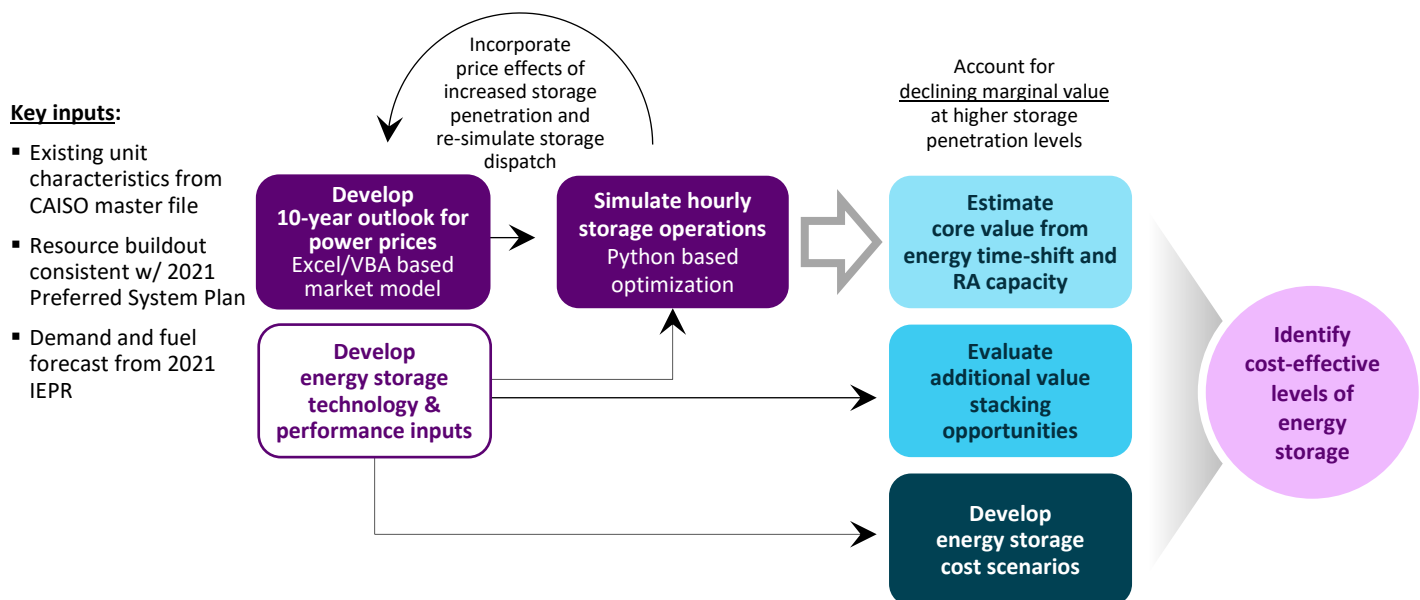 Key inputs:
▪ Existing unit
characteristics from
CAISO master file
▪ Resource buildout
consistent w/ 2021
Preferred System Plan
▪ Demand and fuel
forecast from 2021
IEPR
Incorporate
price effects of
increased storage
penetration and
re-simulate storage
dispatch
Develop
10-year outlook for
power prices
Excel/VBA based
market model
Simulate hourly
storage operations
Python based
optimization
Develop
energy storage
technology &
performance inputs
Account for
declining marginal value
at higher storage
penetration levels
Estimate
core value from
energy time-shift and
RA capacity
Evaluate
additional value
stacking
opportunities
Develop
energy storage
cost scenarios
Identify
cost-effective
levels of
energy
storage